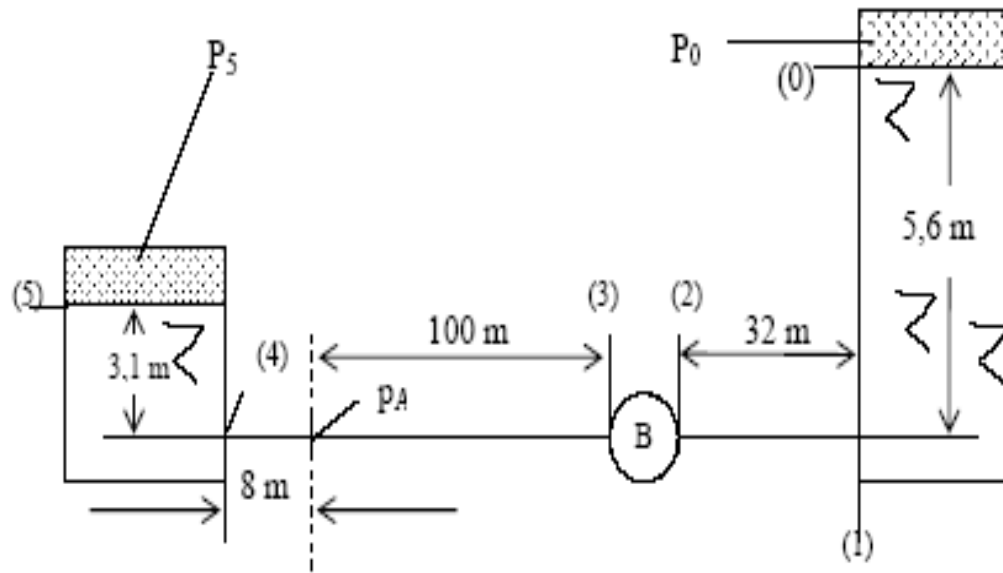 P₅
P₀
(0)
5,6 m
(5)
3,1 m
(4)
100 m
(3)
(2)
32 m
pA
B
8 m
(1)